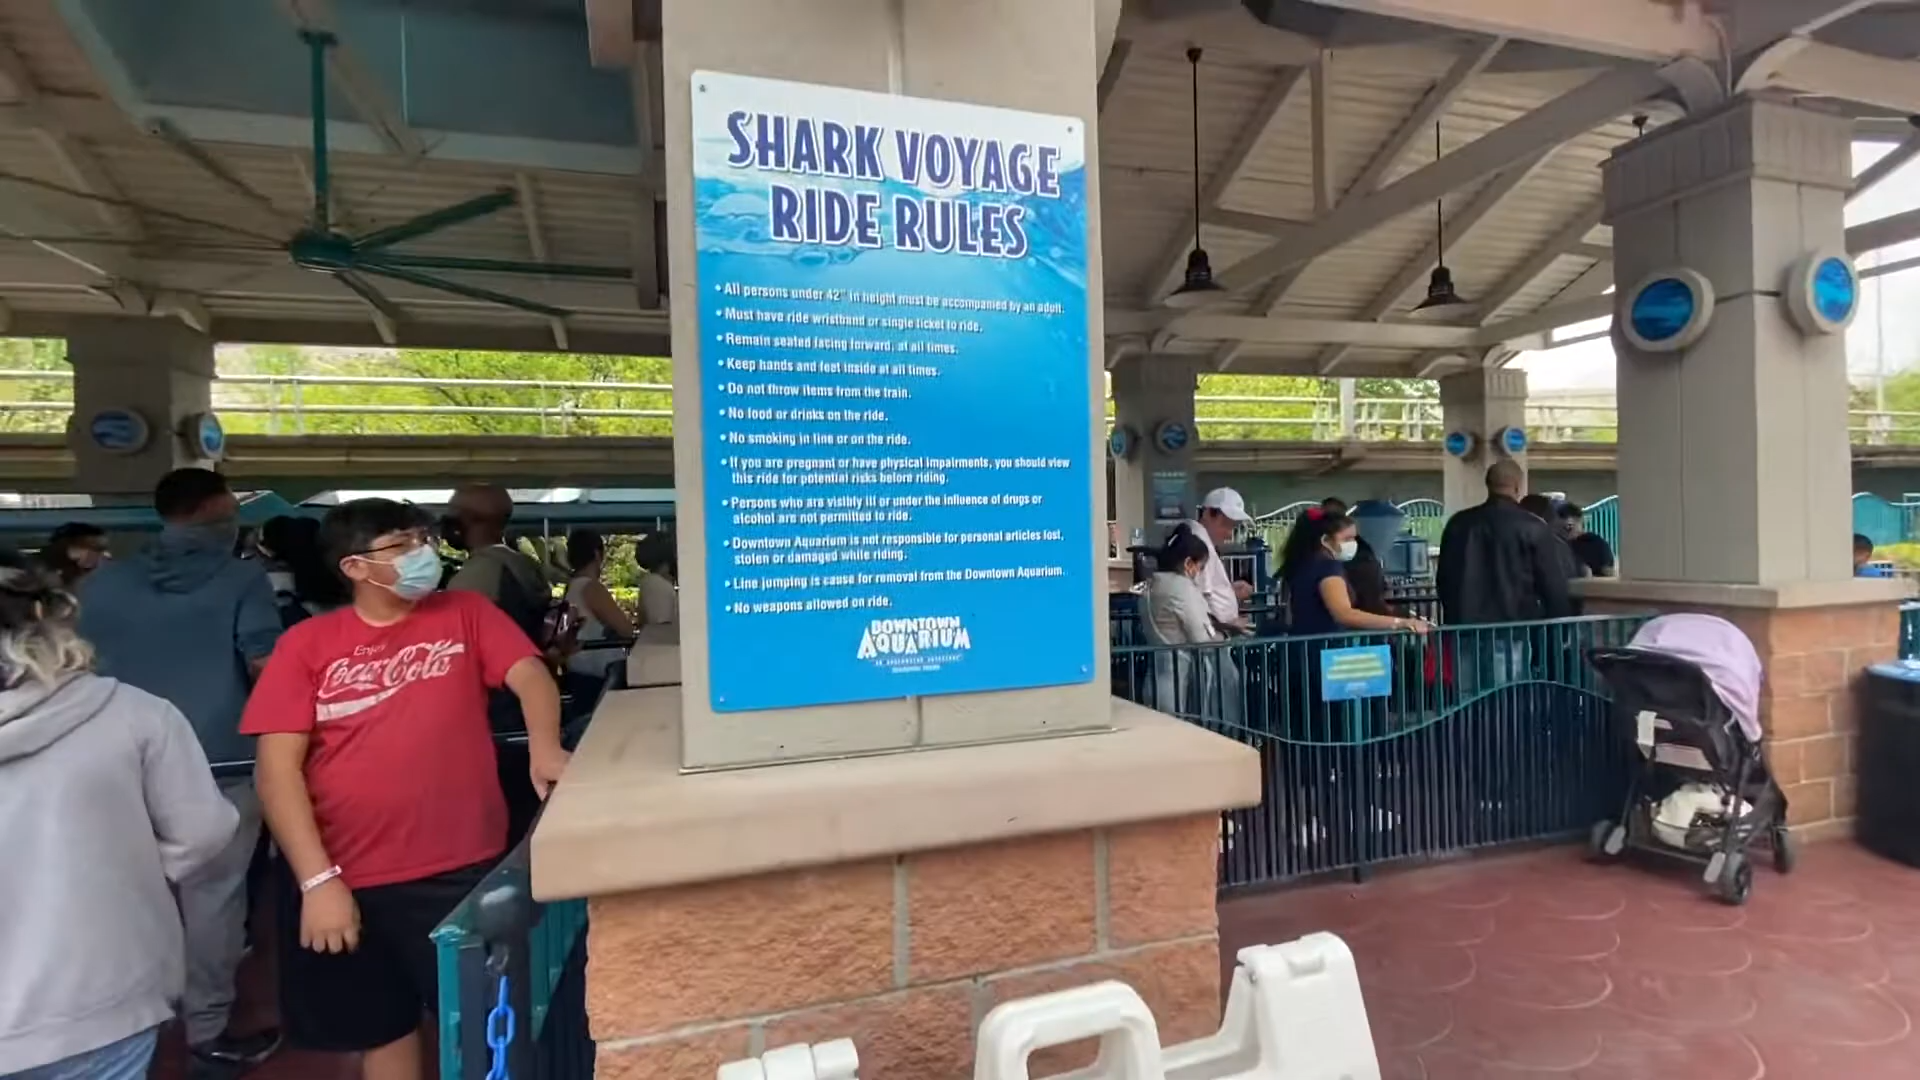 SHARK VOYAGE
RIDE RULES
• All persons under 42" in height must be accompanied by an adult.
• Must have ride wristband or single ticket to ride.
• Remain seated facing forward, at all times.
• Keep hands and feet inside at all times.
• Do not throw items from the train.
• No food or drinks on the ride.
• No smoking in line or on the ride.
• If you are pregnant or have physical impairments, you should view
this ride for potential risks before riding.
• Persons who are visibly ill or under the influence of drugs or
alcohol are not permitted to ride.
• Downtown Aquarium is not responsible for personal articles lost,
stolen or damaged while riding.
• Line jumping is cause for removal from the Downtown Aquarium.
• No weapons allowed on ride.
DOWNTOWN
AQUARIUM
Enjoy
Coca-Cola